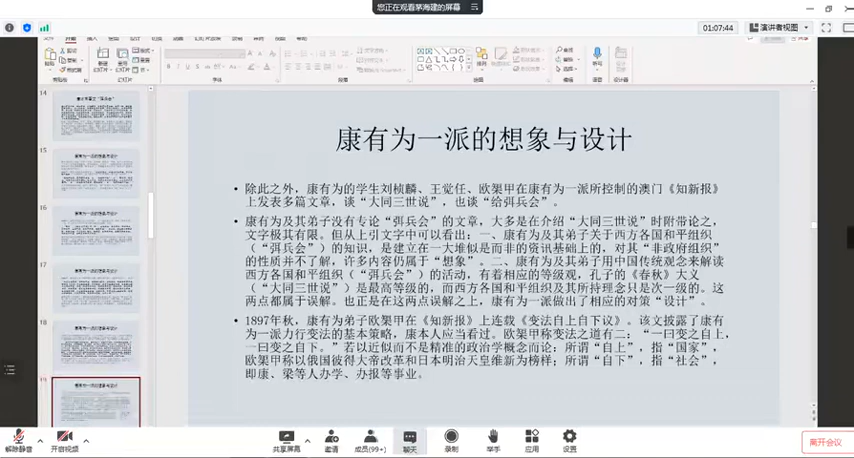 您正在观看茅海建的屏幕
01:07:44
演讲者视图
14
15
16
17
18
康有为一派的想象与设计
• 除此之外，康有为的学生刘桢麟、王觉任、欧榘甲在康有为一派所控制的澳门《知新报》
上发表多篇文章，谈“大同三世说”，也谈“给弭兵会”。
• 康有为及其弟子没有专论“弭兵会”的文章，大多是在介绍“大同三世说”时附带论之，
文字极其有限。但从上引文字中可以看出：一、康有为及其弟子关于西方各国和平组织
（“弭兵会”）的知识，是建立在一大堆似是而非的资讯基础上的，对其“非政府组织”
的性质并不了解，许多内容仍属于“想象”。二、康有为及其弟子用中国传统观念来解读
西方各国和平组织（“弭兵会”）的活动，有着相应的等级观，孔子的《春秋》大义
（“大同三世说”）是最高等级的，而西方各国和平组织及其所持理念只是次一级的。这
两点都属于误解。也正是在这两点误解之上，康有为一派做出了相应的对策“设计”。
• 1897年秋，康有为弟子欧榘甲在《知新报》上连载《变法自上自下议》。该文披露了康有
为一派力行变法的基本策略，康本人应当看过。欧榘甲称变法之道有二：“一曰变之自上，
一曰变之自下。”若以近似而不是精准的政治学概念而论：所谓“自上”，指“国家”，
欧榘甲称以俄国彼得大帝改革和日本明治天皇维新为榜样；所谓“自下”，指“社会”，
即康、梁等人办学、办报等事业。
解除静音
开启视频
共享屏幕
邀请
成员(99+)
聊天
录制
举手
应用
设置
离开会议